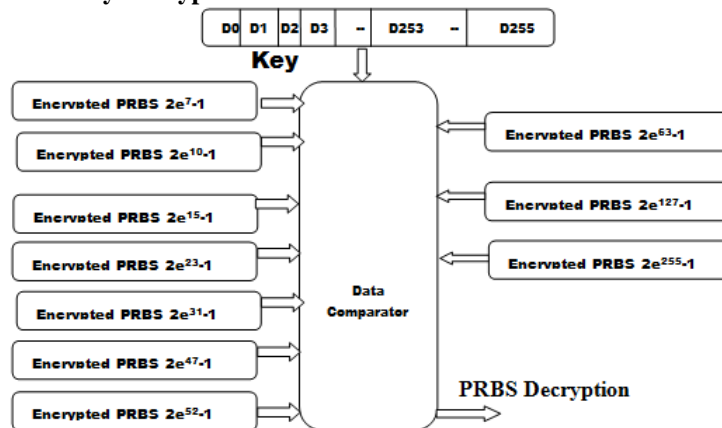 D0 D1 D2 D3 -- D253 -- D255
Key
Encrypted PRBS 2e⁷-1
Encrypted PRBS 2e¹⁰-1
Encrypted PRBS 2e¹⁵-1
Encrypted PRBS 2e²³-1
Encrypted PRBS 2e³¹-1
Encrypted PRBS 2e⁴⁷-1
Encrypted PRBS 2e⁵²-1
Data
Comparator
Encrypted PRBS 2e⁶³-1
Encrypted PRBS 2e¹²⁷-1
Encrypted PRBS 2e²⁵⁵-1
PRBS Decryption